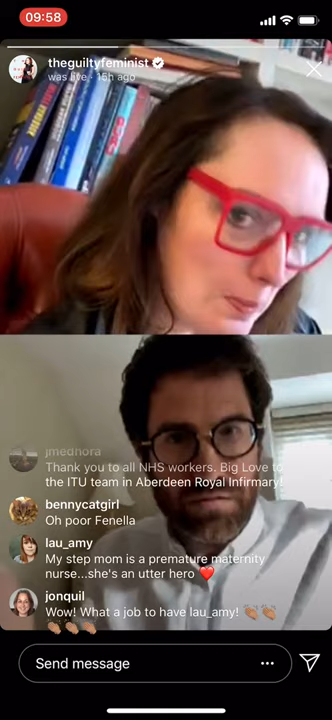 09:58
theguiltyfeminist
was live · 15h ago
jmednora
Thank you to all NHS workers. Big Love to
the ITU team in Aberdeen Royal Infirmary!
bennycatgirl
Oh poor Fenella
lau_amy
My step mom is a premature maternity
nurse...she's an utter hero ❤️
jonquil
Wow! What a job to have lau_amy! 👏🏽👏🏽
👏🏽👏🏽👏🏽
Send message